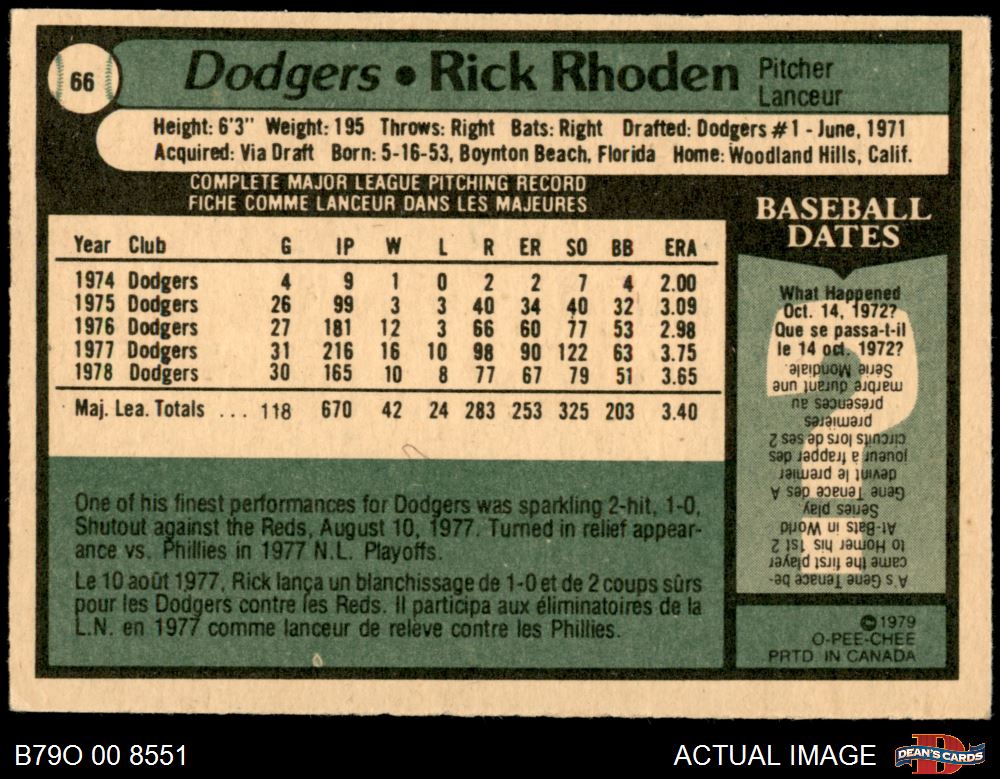 66
Dodgers • Rick Rhoden Pitcher
Lanceur
Height: 6'3" Weight: 195 Throws: Right Bats: Right Drafted: Dodgers #1 - June, 1971
Acquired: Via Draft Born: 5-16-53, Boynton Beach, Florida Home: Woodland Hills, Calif.
COMPLETE MAJOR LEAGUE PITCHING RECORD
FICHE COMME LANCEUR DANS LES MAJEURES
Year Club G IP W L R ER SO BB ERA
1974 Dodgers 4 9 1 0 2 2 7 4 2.00
1975 Dodgers 26 99 3 3 40 34 40 32 3.09
1976 Dodgers 27 181 12 3 66 60 77 53 2.98
1977 Dodgers 31 216 16 10 98 90 122 63 3.75
1978 Dodgers 30 165 10 8 77 67 79 51 3.65
Maj. Lea. Totals ... 118 670 42 24 283 253 325 203 3.40
One of his finest performances for Dodgers was sparkling 2-hit, 1-0,
Shutout against the Reds, August 10, 1977. Turned in relief appear-
ance vs. Phillies in 1977 N.L. Playoffs.
Le 10 août 1977, Rick lança un blanchissage de 1-0 et de 2 coups sûrs
pour les Dodgers contre les Reds. Il participa aux éliminatoires de la
L.N. en 1977 comme lanceur de relève contre les Phillies.
BASEBALL
DATES
What Happened
Oct. 14, 1972?
Que se passa-t-il
le 14 oct. 1972?
A's Gene Tenace be-
came the first player
to Homer his 1st 2
At-Bats in World
Series play.
Gene Tenace des A
devint le premier
joueur à frapper des
circuits lors de ses 2
premières
présences au
marbre durant une
Série Mondiale.
©1979
O-PEE-CHEE
PRTD IN CANADA
B79O 00 8551
ACTUAL IMAGE
DEAN'S CARDS